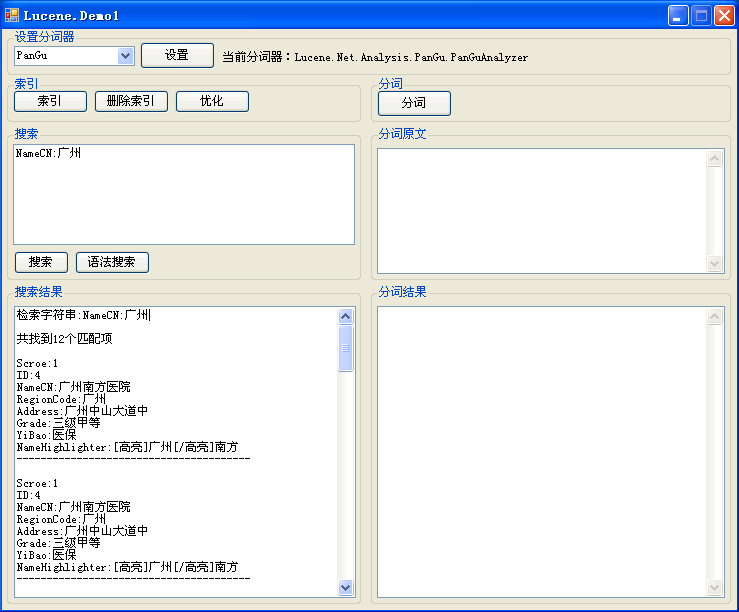 Lucene.Demo1
设置分词器
PanGu
设置
当前分词器：Lucene.Net.Analysis.PanGu.PanGuAnalyzer
索引
索引
删除索引
优化
分词
分词
搜索
NameCN:广州
搜索
语法搜索
分词原文
搜索结果
检索字符串:NameCN:广州
共找到12个匹配项
Scroe:1
ID:4
NameCN:广州南方医院
RegionCode:广州
Address:广州中山大道中
Grade:三级甲等
YiBao:医保
NameHighlighter:[高亮]广州[/高亮]南方
---------------------------------------
Scroe:1
ID:4
NameCN:广州南方医院
RegionCode:广州
Address:广州中山大道中
Grade:三级甲等
YiBao:医保
NameHighlighter:[高亮]广州[/高亮]南方
---------------------------------------
分词结果